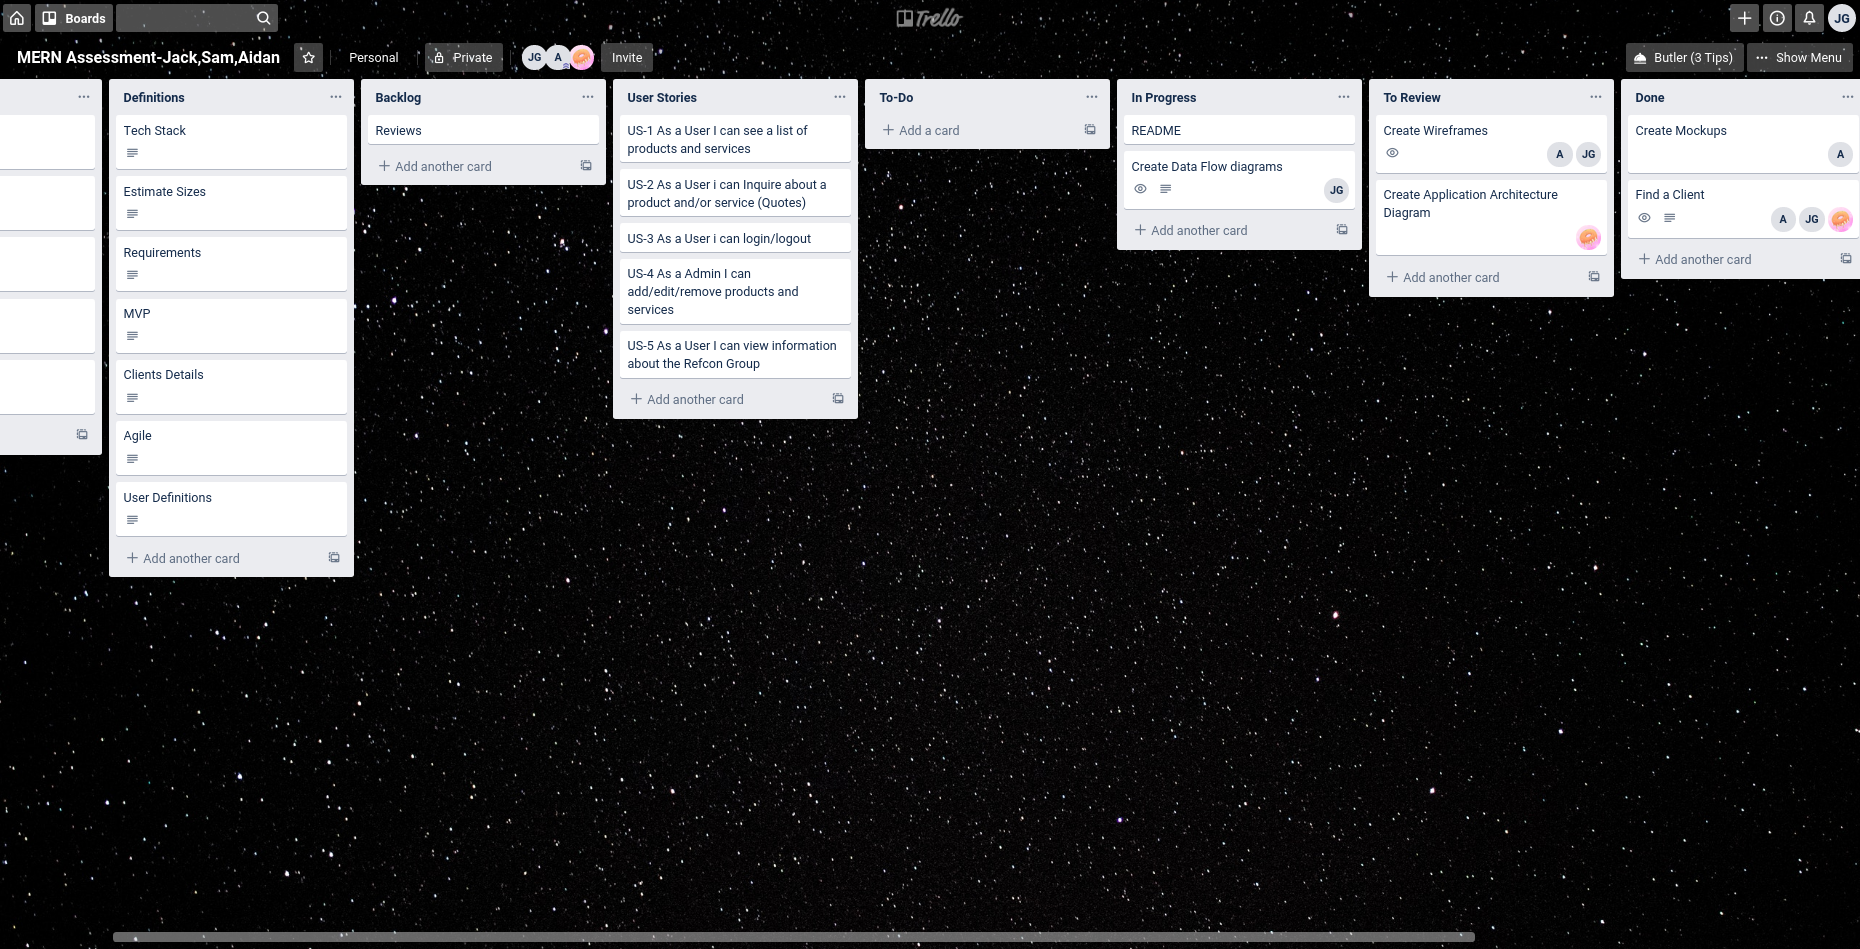 Boards
Trello
JG
MERN Assessment-Jack,Sam,Aidan
Personal
Private
JG
A
Invite
Butler (3 Tips)
Show Menu
Definitions
Tech Stack
Estimate Sizes
Requirements
MVP
Clients Details
Agile
User Definitions
Add another card
Backlog
Reviews
Add another card
User Stories
US-1 As a User I can see a list of
products and services
US-2 As a User i can Inquire about a
product and/or service (Quotes)
US-3 As a User i can login/logout
US-4 As a Admin I can
add/edit/remove products and
services
US-5 As a User I can view information
about the Refcon Group
Add another card
To-Do
Add a card
In Progress
README
Create Data Flow diagrams
JG
Add another card
To Review
Create Wireframes
A
JG
Create Application Architecture
Diagram
Add another card
Done
Create Mockups
A
Find a Client
A
JG
Add another card